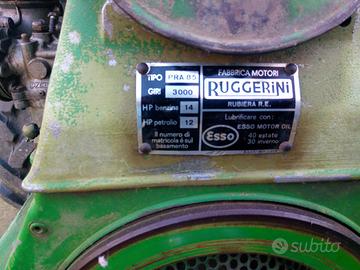 TIPO PRA 85
GIRI 3000
HP benzina 14
HP petrolio 12
Il numero di
matricola è sul
basamento
FABBRICA MOTORI
RUGGERINI
RUBIERA R.E.
Lubrificare con:
Esso
ESSO MOTOR OIL
40 estate
30 inverno
subito